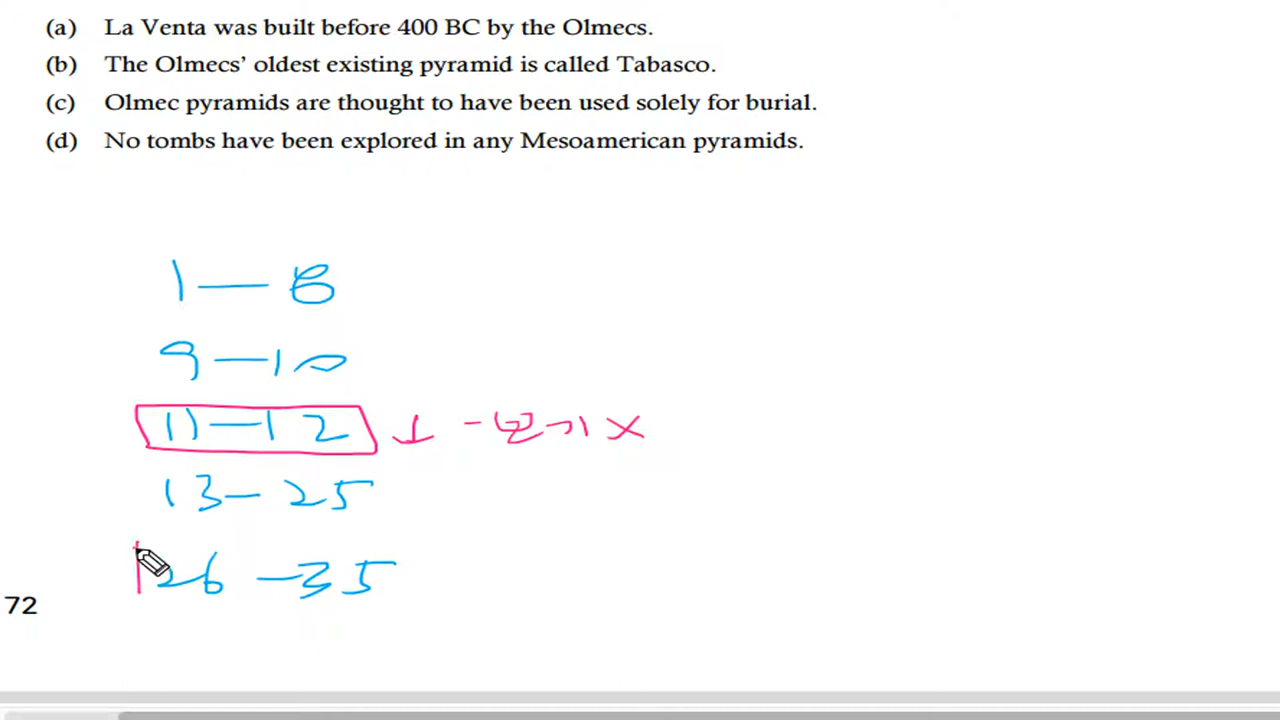 (a) La Venta was built before 400 BC by the Olmecs.
(b) The Olmecs’ oldest existing pyramid is called Tabasco.
(c) Olmec pyramids are thought to have been used solely for burial.
(d) No tombs have been explored in any Mesoamerican pyramids.
1 — 8
9 — 10
11 — 12
13 - 25
26 - 35
72